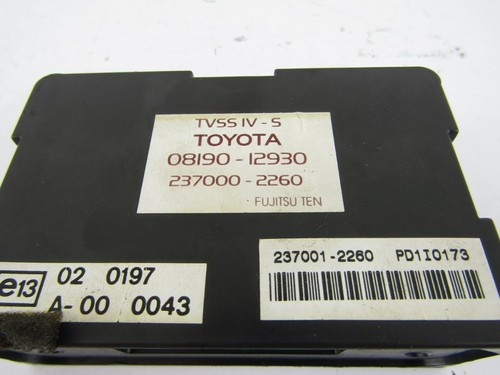 TVSS IV - S
TOYOTA
08190 - 12930
237000 - 2260
FUJITSU TEN
237001-2260 PD1I0173
e13 02 0197
A-00 0043